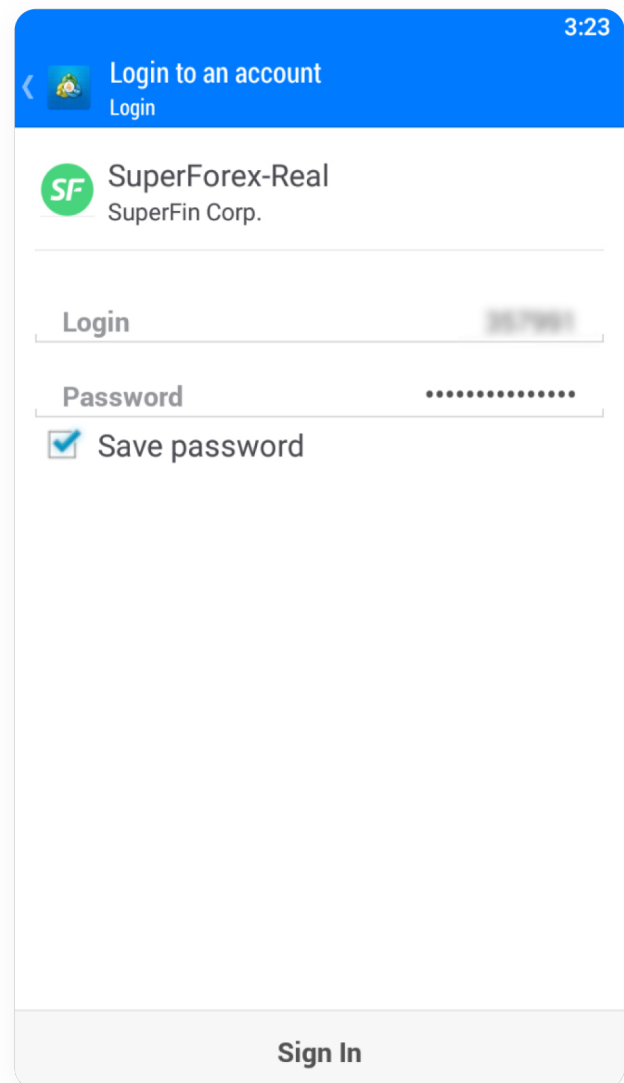 3:23
Login to an account
Login
SF
SuperForex-Real
SuperFin Corp.
Login
Password •••••••••••••••
Save password
Sign In